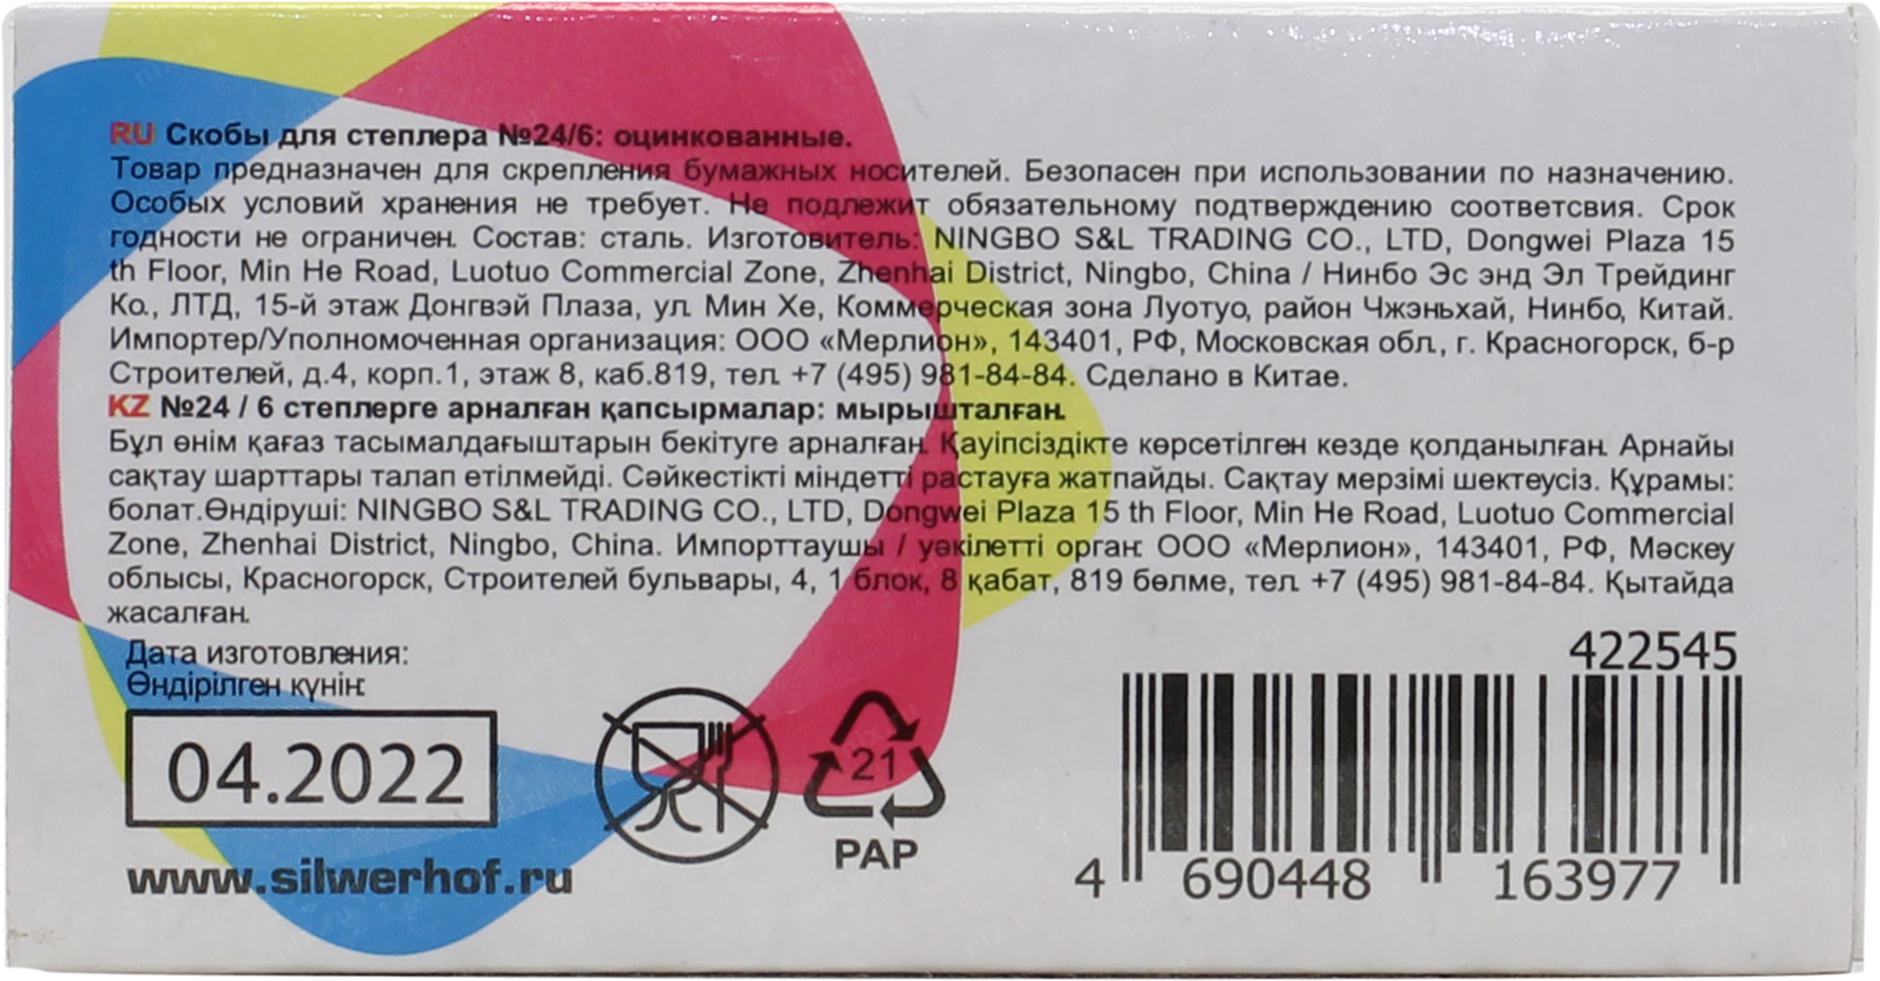 RU Скобы для степлера №24/6: оцинкованные.
Товар предназначен для скрепления бумажных носителей. Безопасен при использовании по назначению.
Особых условий хранения не требует. Не подлежит обязательному подтверждению соответсвия. Срок
годности не ограничен. Состав: сталь. Изготовитель: NINGBO S&L TRADING CO., LTD, Dongwei Plaza 15
th Floor, Min He Road, Luotuo Commercial Zone, Zhenhai District, Ningbo, China / Нинбо Эс энд Эл Трейдинг
Ко., ЛТД, 15-й этаж Донгвэй Плаза, ул. Мин Хе, Коммерческая зона Луотуо, район Чжэньхай, Нинбо, Китай.
Импортер/Уполномоченная организация: ООО «Мерлион», 143401, РФ, Московская обл., г. Красногорск, б-р
Строителей, д.4, корп.1, этаж 8, каб.819, тел. +7 (495) 981-84-84. Сделано в Китае.
KZ №24 / 6 степлерге арналған қапсырмалар: мырышталған.
Бұл өнім қағаз тасымалдағыштарын бекітуге арналған. Қауіпсіздікте көрсетілген кезде қолданылған. Арнайы
сақтау шарттары талап етілмейді. Сәйкестікті міндетті растауға жатпайды. Сақтау мерзімі шектеусіз. Құрамы:
болат.Өндіруші: NINGBO S&L TRADING CO., LTD, Dongwei Plaza 15 th Floor, Min He Road, Luotuo Commercial
Zone, Zhenhai District, Ningbo, China. Импорттаушы / уәкілетті орган: ООО «Мерлион», 143401, РФ, Мәскеу
облысы, Красногорск, Строителей бульвары, 4, 1 блок, 8 қабат, 819 бөлме, тел. +7 (495) 981-84-84. Қытайда
жасалған.
Дата изготовления:
Өндірілген күнін:
04.2022
www.silwerhof.ru
21
PAP
422545
4 690448 163977